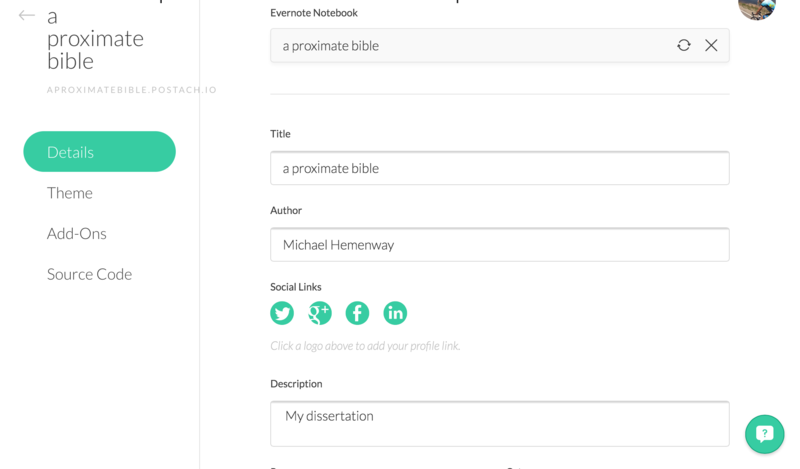 a
proximate
bible
APROXIMATEBIBLE.POSTACH.IO
Details
Theme
Add-Ons
Source Code
Evernote Notebook
a proximate bible
Title
a proximate bible
Author
Michael Hemenway
Social Links
g+ f in
Click a logo above to add your profile link.
Description
My dissertation
?